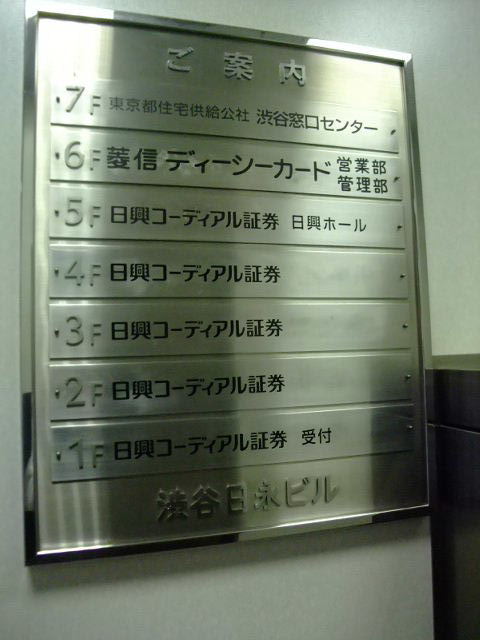 ご案内
7F 東京都住宅供給公社 渋谷窓口センター
6F 菱信 ディーシーカード 営業部
管理部
5F 日興コーディアル証券 日興ホール
4F 日興コーディアル証券
3F 日興コーディアル証券
2F 日興コーディアル証券
1F 日興コーディアル証券 受付
渋谷日永ビル